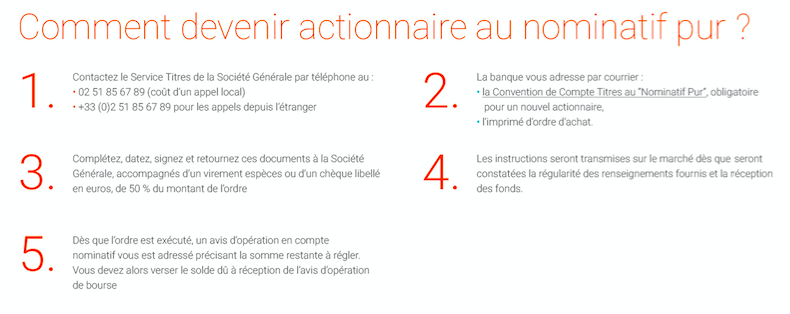 Comment devenir actionnaire au nominatif pur ?
1.
Contactez le Service Titres de la Société Générale par téléphone au :
• 02 51 85 67 89 (coût d'un appel local)
• +33 (0)2 51 85 67 89 pour les appels depuis l'étranger
2.
La banque vous adresse par courrier :
• la Convention de Compte Titres au "Nominatif Pur", obligatoire
pour un nouvel actionnaire,
• l'imprimé d'ordre d'achat.
3.
Complétez, datez, signez et retournez ces documents à la Société
Générale, accompagnés d'un virement espèces ou d'un chèque libellé
en euros, de 50 % du montant de l'ordre
4.
Les instructions seront transmises sur le marché dès que seront
constatées la régularité des renseignements fournis et la réception
des fonds.
5.
Dès que l'ordre est exécuté, un avis d'opération en compte
nominatif vous est adressé précisant la somme restante à régler.
Vous devez alors verser le solde dû à réception de l'avis d'opération
de bourse